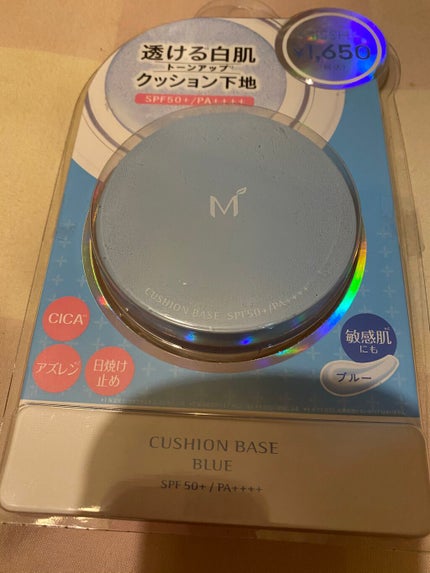 透ける白肌
トーンアップ
クッション下地
SPF50+/PA++++
¥1,650
M
CUSHION BASE SPF50+/PA++++
CICA
アズレン
日焼け
止め
敏感肌
にも
ブルー
CUSHION BASE
BLUE
SPF 50+ / PA++++